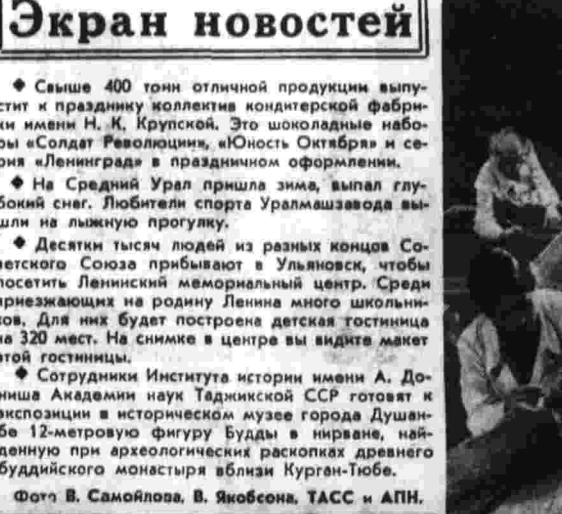 Экран новостей
♦ Свыше 400 тонн отличной продукции выпу-
стит к празднику коллектив кондитерской фабри-
ки имени Н. К. Крупской. Это шоколадные набо-
ры «Солдат Революции», «Юность Октября» и се-
рия «Ленинград» в праздничном оформлении.
♦ На Средний Урал пришла зима, выпал глу-
бокий снег. Любители спорта Уралмашзавода вы-
шли на лыжную прогулку.
♦ Десятки тысяч людей из разных концов Со-
ветского Союза прибывают в Ульяновск, чтобы
посетить Ленинский мемориальный центр. Среди
приезжающих на родину Ленина много школьни-
ков. Для них будет построена детская гостиница
на 320 мест. На снимке в центре вы видите макет
этой гостиницы.
♦ Сотрудники Института истории имени А. До-
ниша Академии наук Таджикской ССР готовят к
экспозиции в историческом музее города Душан-
бе 12-метровую фигуру Будды в нирване, най-
денную при археологических раскопках древнего
буддийского монастыря вблизи Курган-Тюбе.
Фото В. Самойлова, В. Якобсона, ТАСС и АПН.